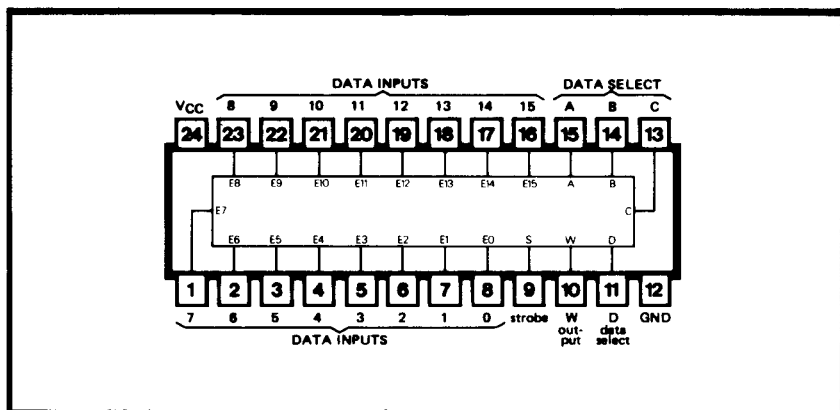 DATA INPUTS DATA SELECT
VCC 8 9 10 11 12 13 14 15 A B C
24 23 22 21 20 19 18 17 16 15 14 13
E8 E9 E10 E11 E12 E13 E14 E15 A B
E7 C
E6 E5 E4 E3 E2 E1 E0 S W D
1 2 3 4 5 6 7 8 9 10 11 12
7 6 5 4 3 2 1 0 strobe W D GND
out- data
DATA INPUTS put select